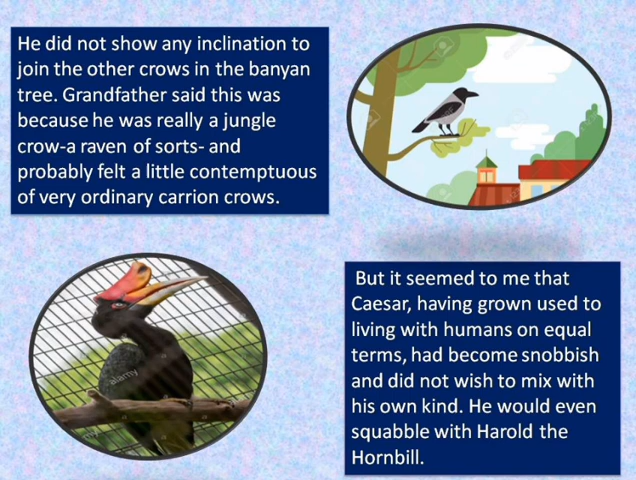 He did not show any inclination to
join the other crows in the banyan
tree. Grandfather said this was
because he was really a jungle
crow-a raven of sorts- and
probably felt a little contemptuous
of very ordinary carrion crows.
alamy
But it seemed to me that
Caesar, having grown used to
living with humans on equal
terms, had become snobbish
and did not wish to mix with
his own kind. He would even
squabble with Harold the
Hornbill.